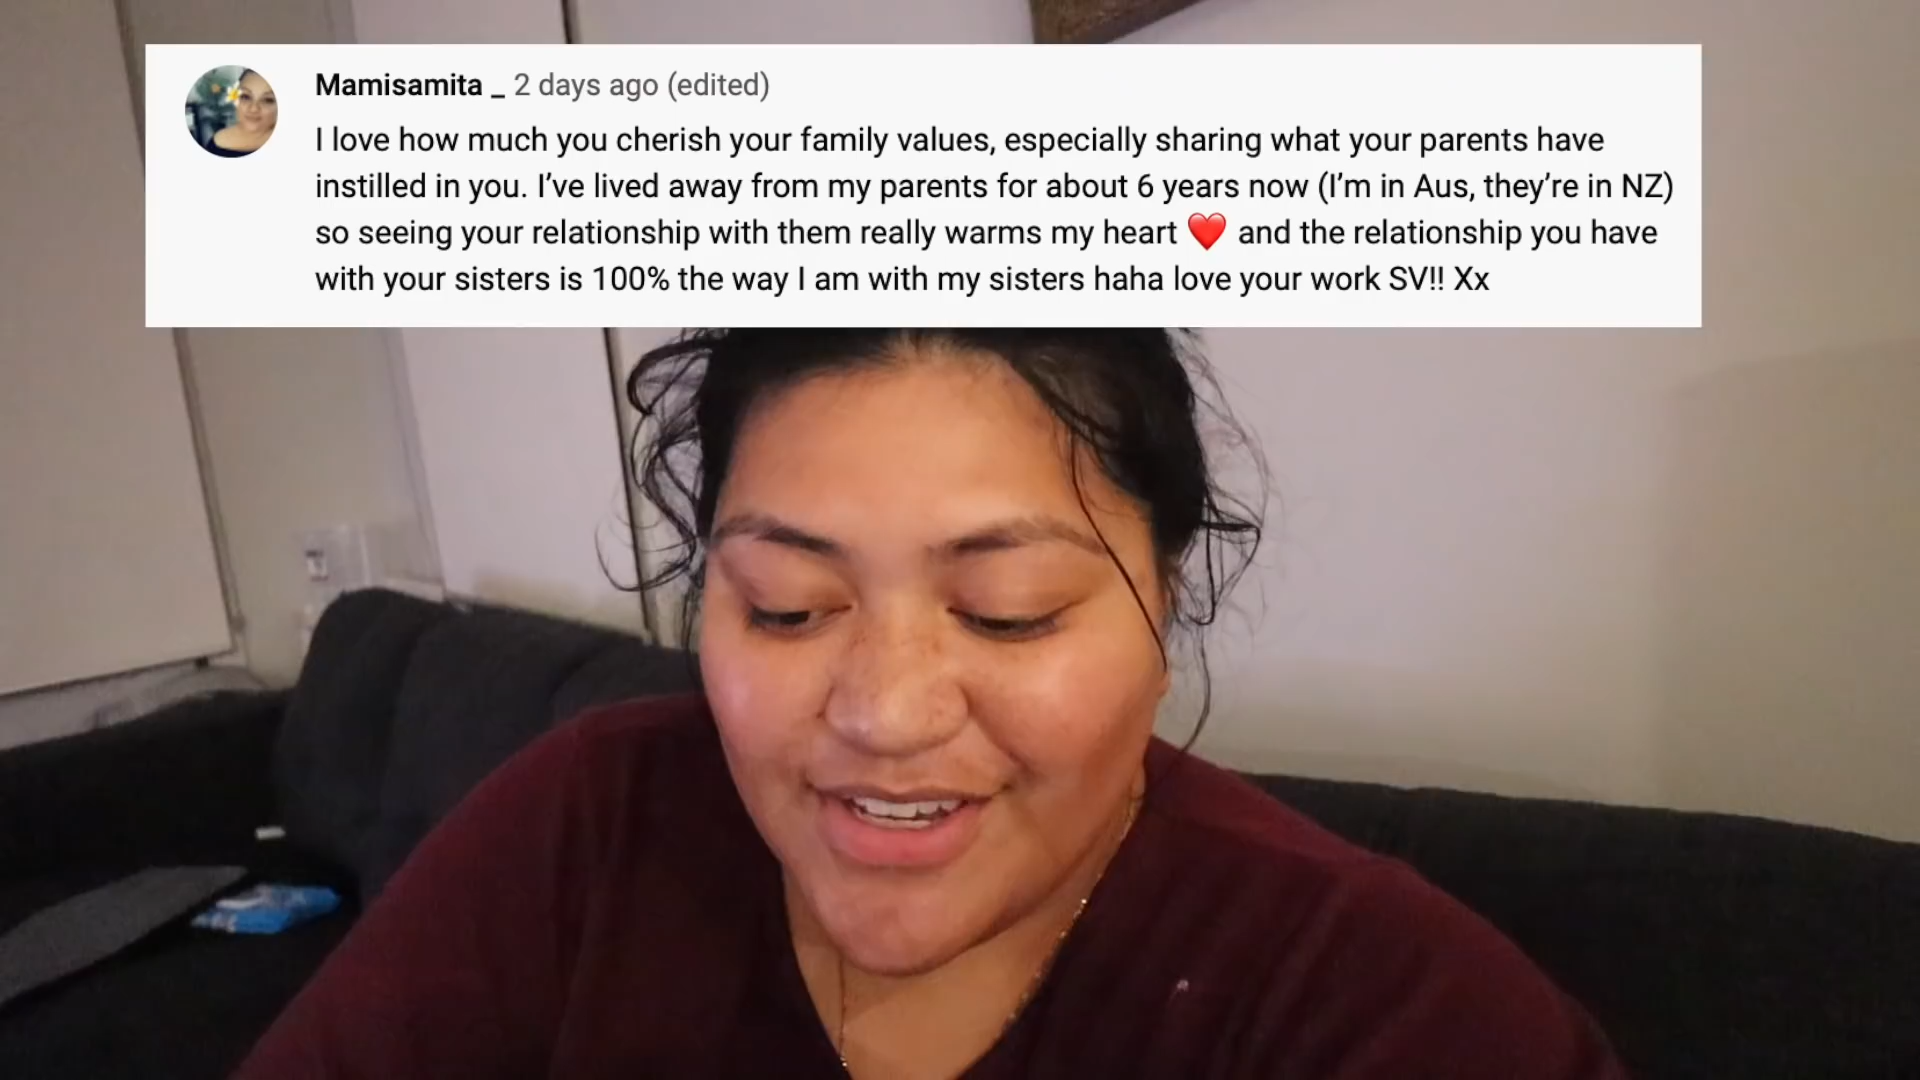 Mamisamita _ 2 days ago (edited)
I love how much you cherish your family values, especially sharing what your parents have
instilled in you. I’ve lived away from my parents for about 6 years now (I’m in Aus, they’re in NZ)
so seeing your relationship with them really warms my heart ❤️ and the relationship you have
with your sisters is 100% the way I am with my sisters haha love your work SV!! Xx